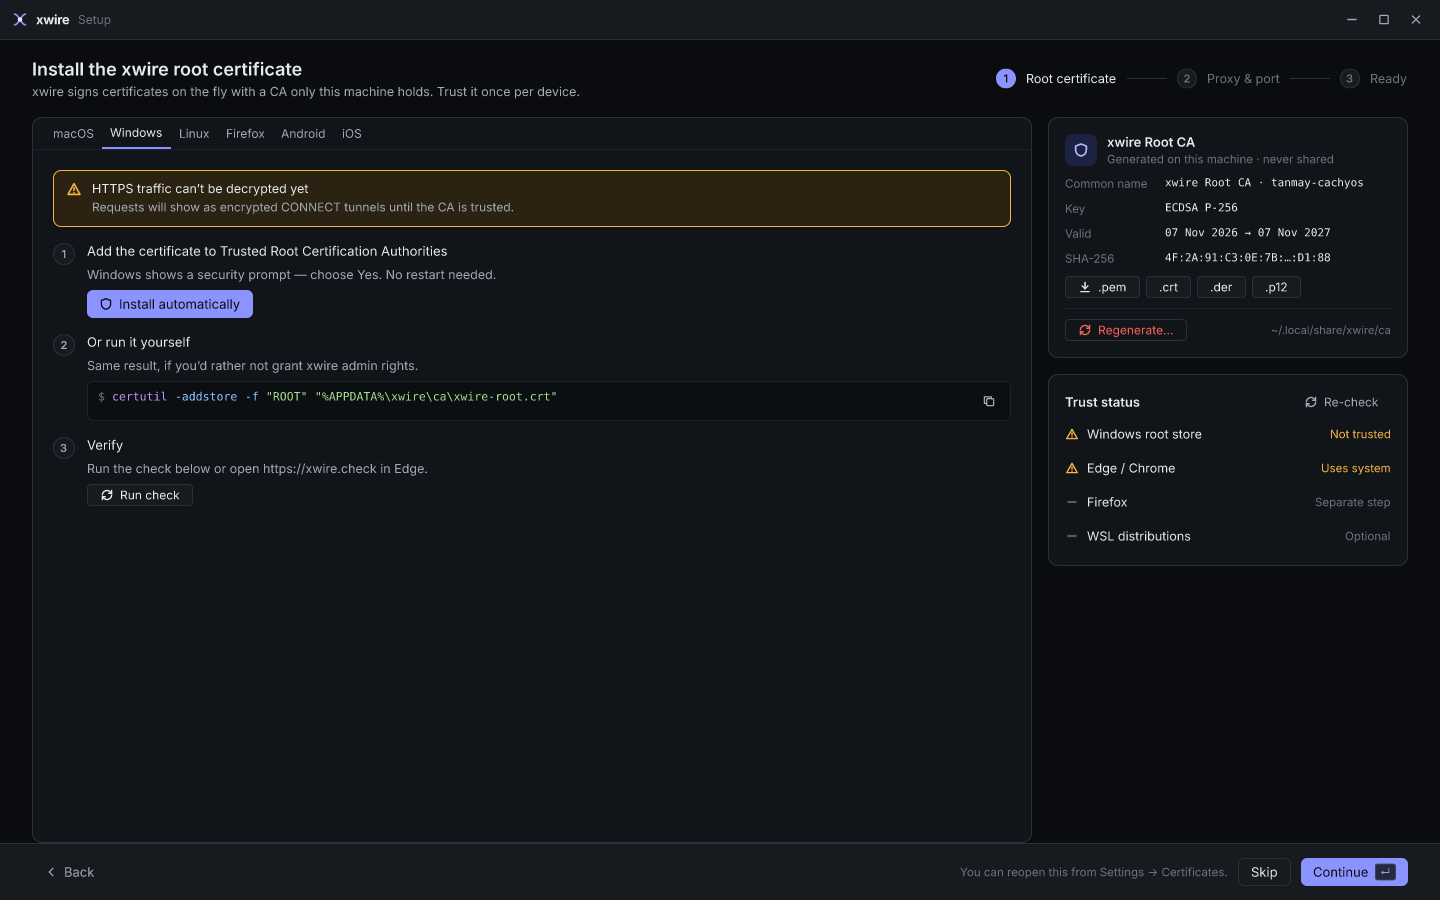 xwire Setup
Install the xwire root certificate
xwire signs certificates on the fly with a CA only this machine holds. Trust it once per device.
1 Root certificate 2 Proxy & port 3 Ready
macOS Windows Linux Firefox Android iOS
HTTPS traffic can’t be decrypted yet
Requests will show as encrypted CONNECT tunnels until the CA is trusted.
1 Add the certificate to Trusted Root Certification Authorities
Windows shows a security prompt — choose Yes. No restart needed.
Install automatically
2 Or run it yourself
Same result, if you’d rather not grant xwire admin rights.
$ certutil -addstore -f "ROOT" "%APPDATA%\xwire\ca\xwire-root.crt"
3 Verify
Run the check below or open https://xwire.check in Edge.
Run check
xwire Root CA
Generated on this machine · never shared
Common name xwire Root CA · tanmay-cachyos
Key ECDSA P-256
Valid 07 Nov 2026 → 07 Nov 2027
SHA-256 4F:2A:91:C3:0E:7B:…:D1:88
.pem .crt .der .p12
Regenerate… ~/.local/share/xwire/ca
Trust status Re-check
Windows root store Not trusted
Edge / Chrome Uses system
Firefox Separate step
WSL distributions Optional
Back You can reopen this from Settings → Certificates. Skip Continue ↵